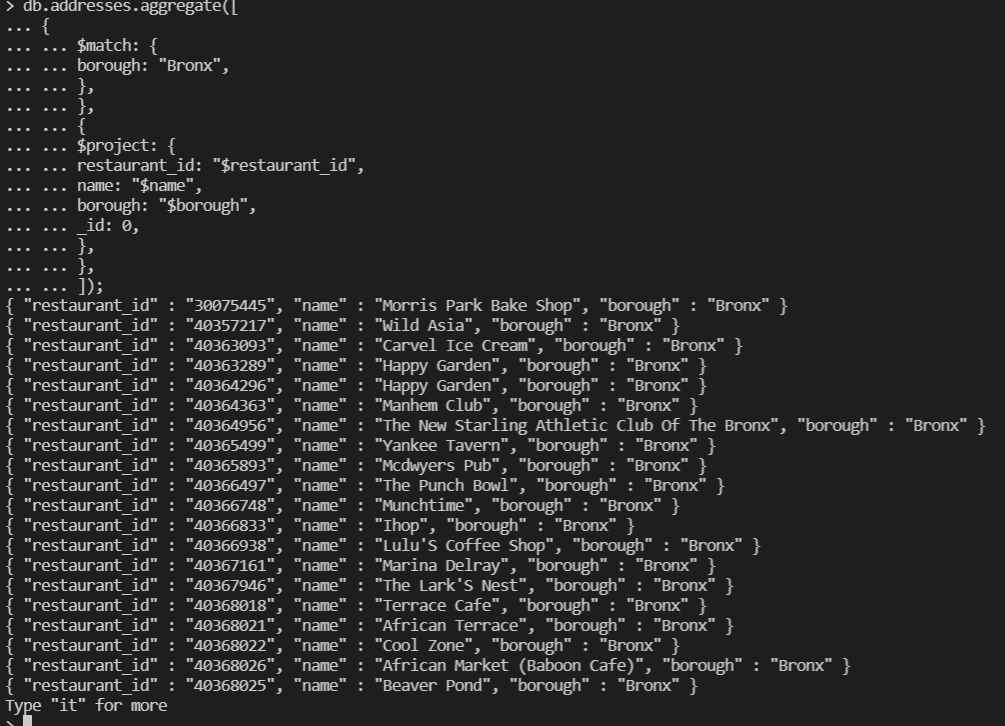 > db.addresses.aggregate([
... {
... ... $match: {
... ... borough: "Bronx",
... ... },
... ... },
... ... {
... ... $project: {
... ... restaurant_id: "$restaurant_id",
... ... name: "$name",
... ... borough: "$borough",
... ... _id: 0,
... ... },
... ... },
... ... ]);
{ "restaurant_id" : "30075445", "name" : "Morris Park Bake Shop", "borough" : "Bronx" }
{ "restaurant_id" : "40357217", "name" : "Wild Asia", "borough" : "Bronx" }
{ "restaurant_id" : "40363093", "name" : "Carvel Ice Cream", "borough" : "Bronx" }
{ "restaurant_id" : "40363289", "name" : "Happy Garden", "borough" : "Bronx" }
{ "restaurant_id" : "40364296", "name" : "Happy Garden", "borough" : "Bronx" }
{ "restaurant_id" : "40364363", "name" : "Manhem Club", "borough" : "Bronx" }
{ "restaurant_id" : "40364956", "name" : "The New Starling Athletic Club Of The Bronx", "borough" : "Bronx" }
{ "restaurant_id" : "40365499", "name" : "Yankee Tavern", "borough" : "Bronx" }
{ "restaurant_id" : "40365893", "name" : "Mcdwyers Pub", "borough" : "Bronx" }
{ "restaurant_id" : "40366497", "name" : "The Punch Bowl", "borough" : "Bronx" }
{ "restaurant_id" : "40366748", "name" : "Munchtime", "borough" : "Bronx" }
{ "restaurant_id" : "40366833", "name" : "Ihop", "borough" : "Bronx" }
{ "restaurant_id" : "40366938", "name" : "Lulu'S Coffee Shop", "borough" : "Bronx" }
{ "restaurant_id" : "40367161", "name" : "Marina Delray", "borough" : "Bronx" }
{ "restaurant_id" : "40367946", "name" : "The Lark'S Nest", "borough" : "Bronx" }
{ "restaurant_id" : "40368018", "name" : "Terrace Cafe", "borough" : "Bronx" }
{ "restaurant_id" : "40368021", "name" : "African Terrace", "borough" : "Bronx" }
{ "restaurant_id" : "40368022", "name" : "Cool Zone", "borough" : "Bronx" }
{ "restaurant_id" : "40368026", "name" : "African Market (Baboon Cafe)", "borough" : "Bronx" }
{ "restaurant_id" : "40368025", "name" : "Beaver Pond", "borough" : "Bronx" }
Type "it" for more
>